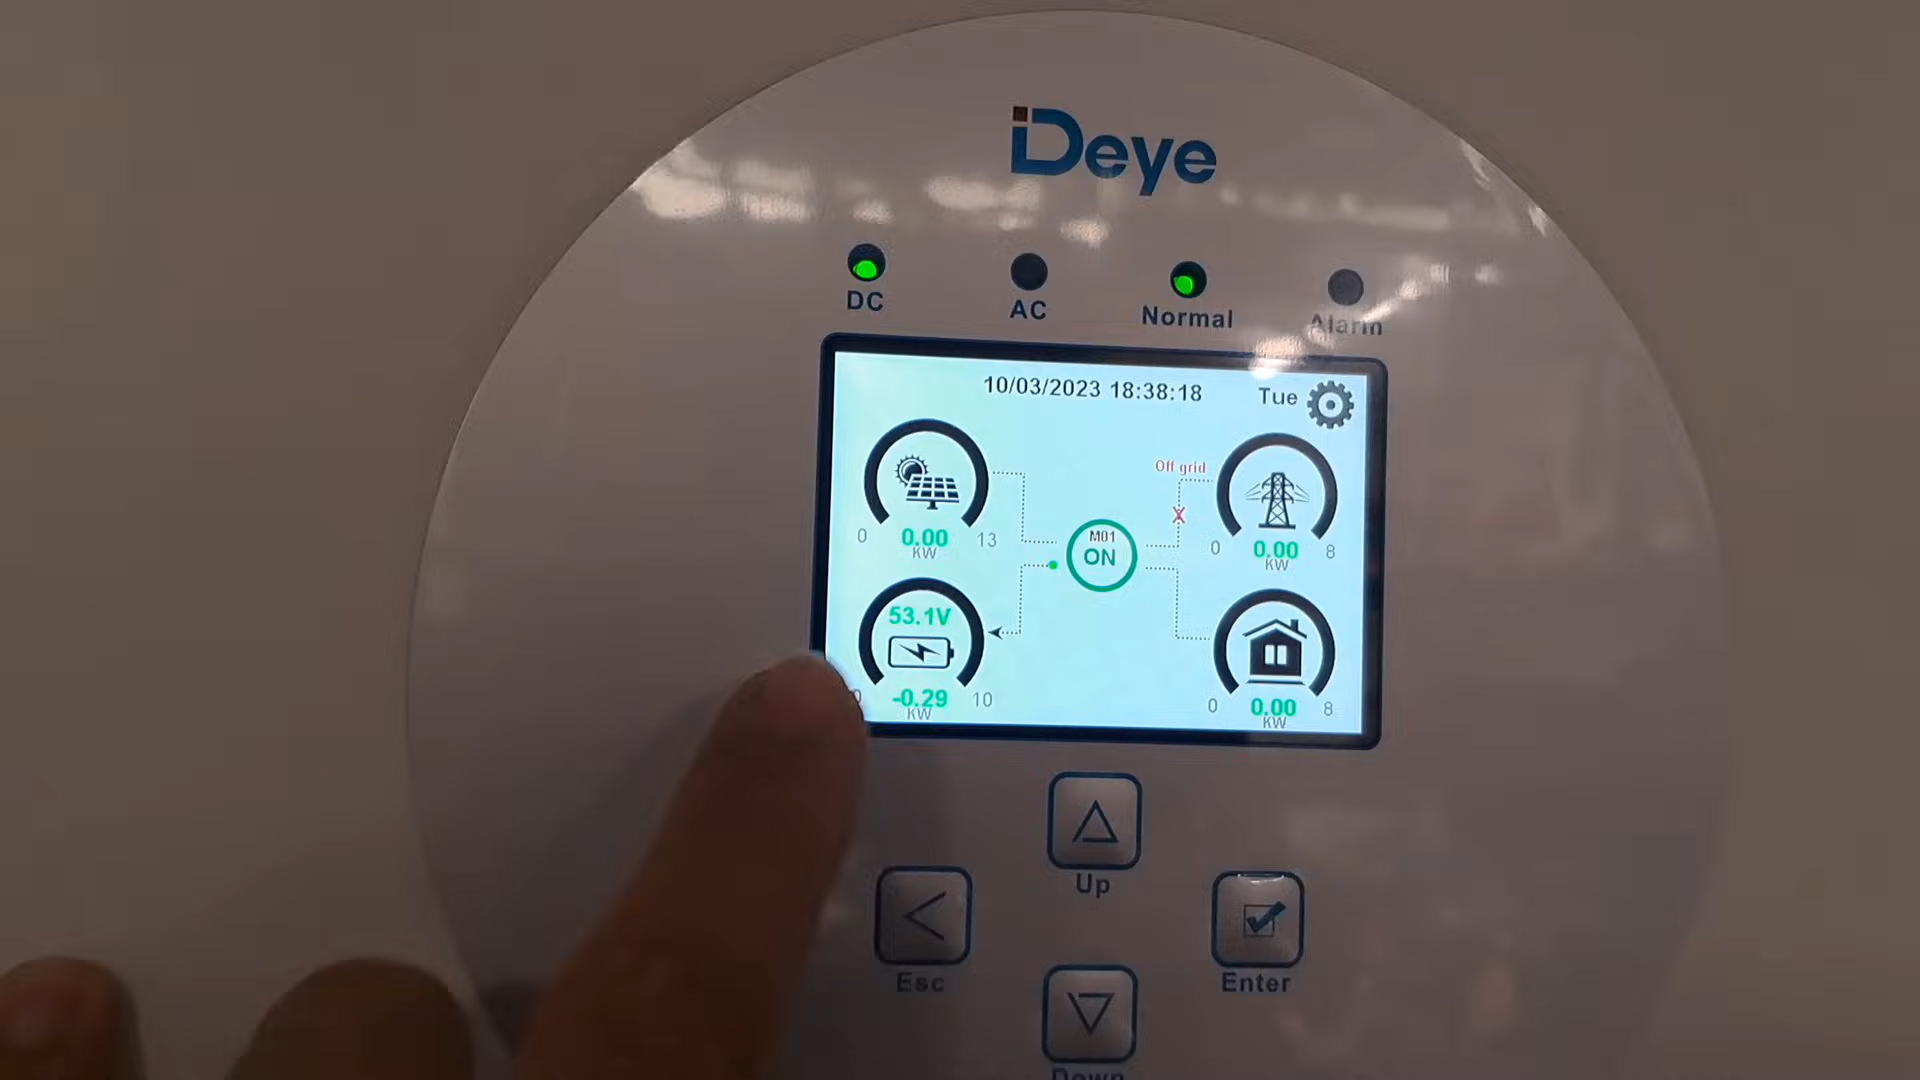 Deye
DC AC Normal Alarm
10/03/2023 18:38:18 Tue
Off grid
0 0.00 13
KW
0 0.00 8
KW
M01
ON
53.1V
0 -0.29 10
KW
0 0.00 8
KW
Up
Esc
Enter
Down